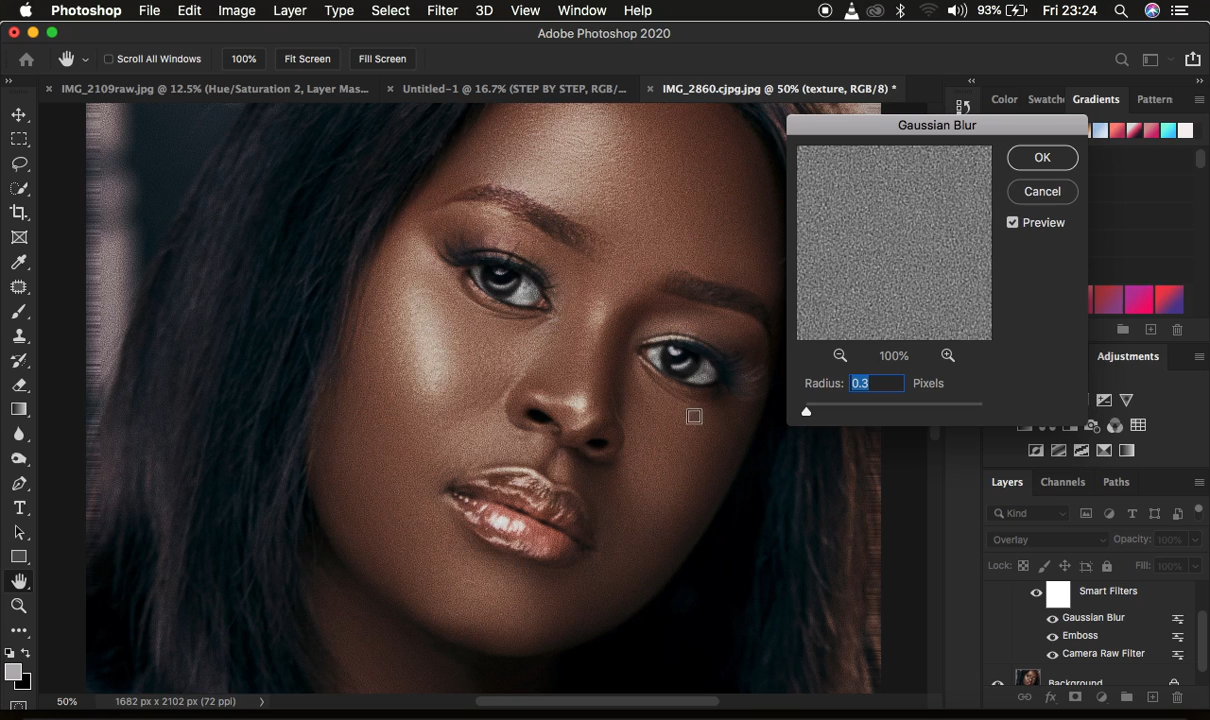 Photoshop File Edit Image Layer Type Select Filter 3D View Window Help 93% Fri 23:24
Adobe Photoshop 2020
Scroll All Windows 100% Fit Screen Fill Screen
IMG_2109raw.jpg @ 12.5% (Hue/Saturation 2, Layer Mas... Untitled-1 @ 16.7% (STEP BY STEP, RGB/... IMG_2860.cjpg.jpg @ 50% (texture, RGB/8) *
Color Swatche Gradients Pattern
Gaussian Blur
OK
Cancel
Preview
100%
Radius: 0.3 Pixels
Adjustments
Layers Channels Paths
Kind
Overlay Opacity: 100%
Lock: Fill: 100%
Smart Filters
Gaussian Blur
Emboss
Camera Raw Filter
Background
50% 1682 px x 2102 px (72 ppi)